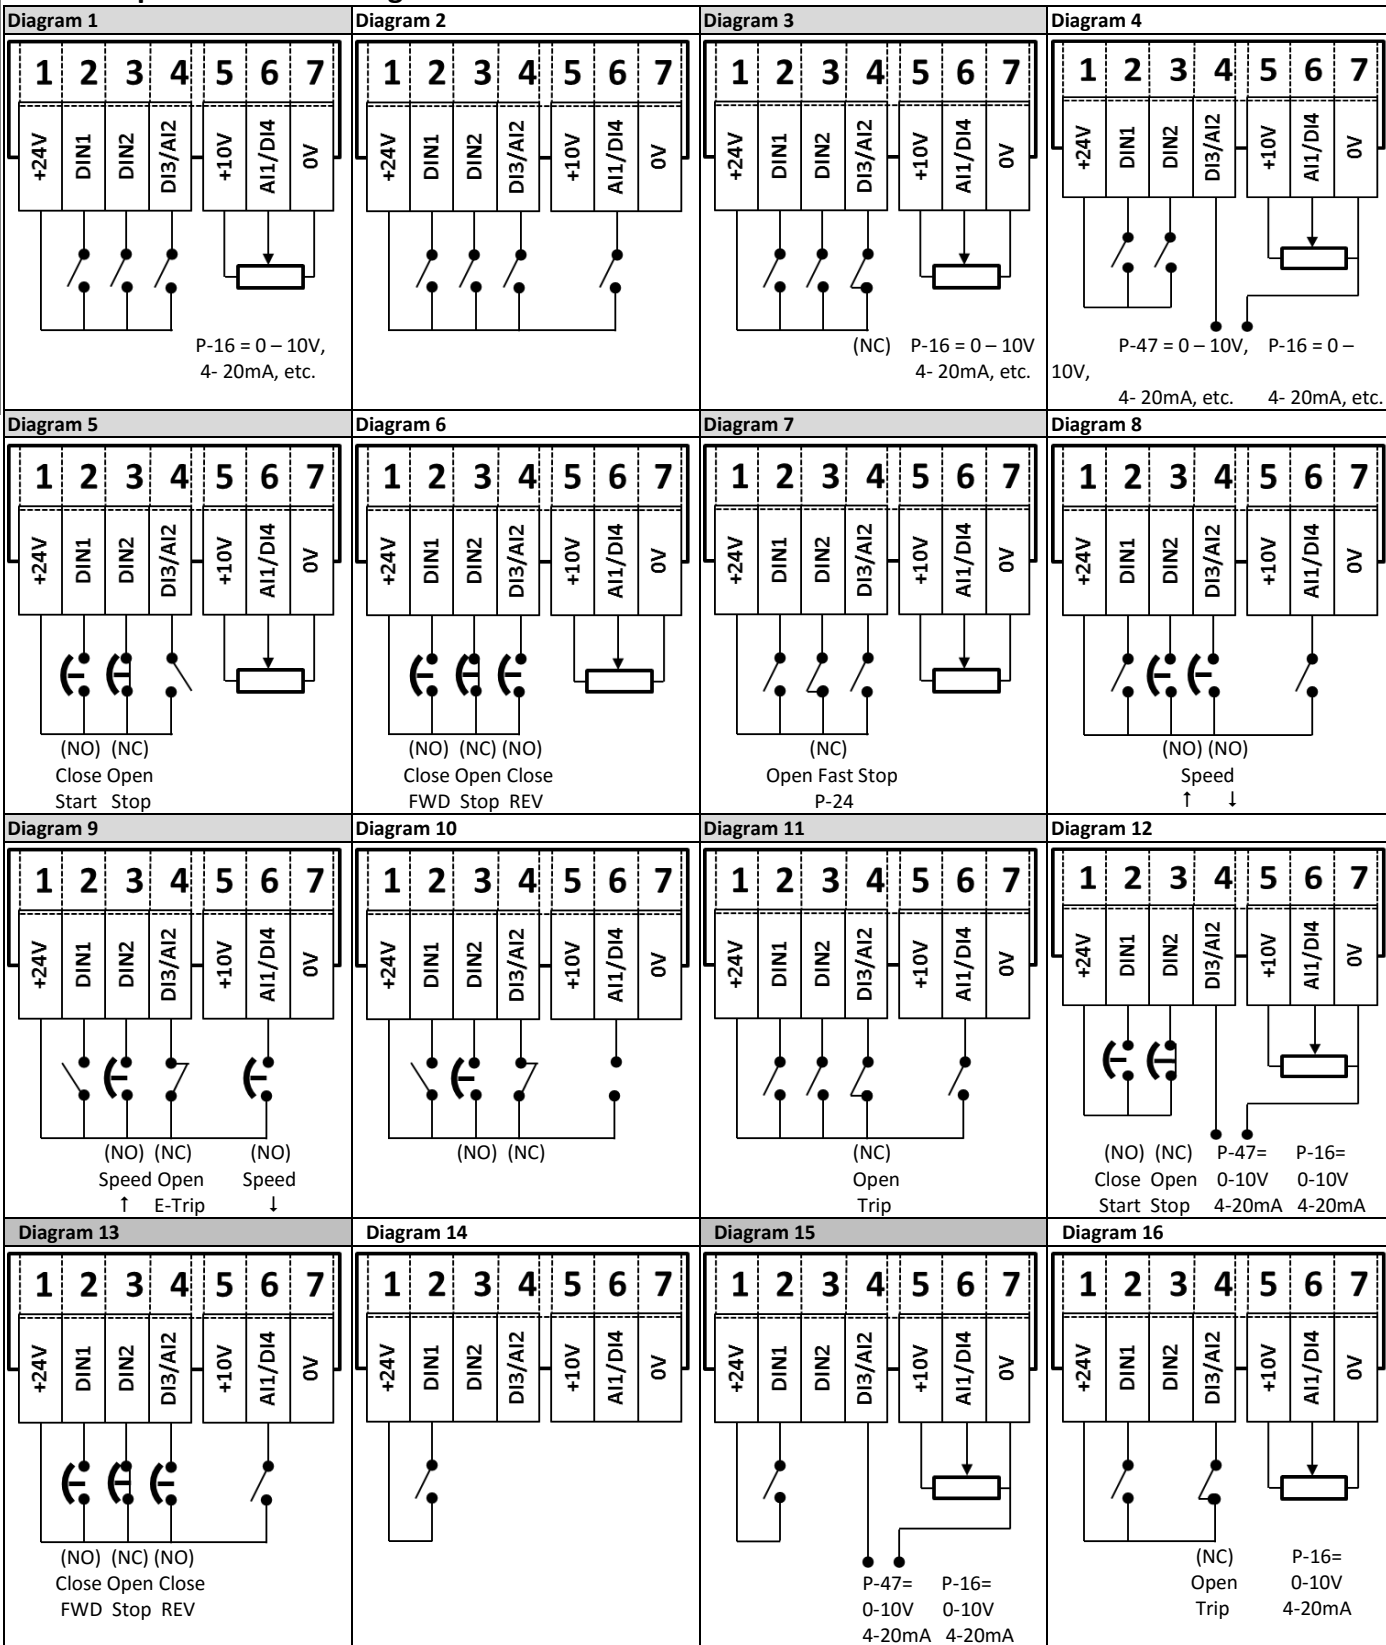 Diagram 1
1 2 3 4 5 6 7
+24V DIN1 DIN2 DI3/AI2 +10V AI1/DI4 0V
P-16 = 0 – 10V,
4- 20mA, etc.
Diagram 2
1 2 3 4 5 6 7
+24V DIN1 DIN2 DI3/AI2 +10V AI1/DI4 0V
Diagram 3
1 2 3 4 5 6 7
+24V DIN1 DIN2 DI3/AI2 +10V AI1/DI4 0V
(NC) P-16 = 0 – 10V
4- 20mA, etc.
Diagram 4
1 2 3 4 5 6 7
+24V DIN1 DIN2 DI3/AI2 +10V AI1/DI4 0V
P-47 = 0 – 10V, P-16 = 0 –
10V,
4- 20mA, etc. 4- 20mA, etc.
Diagram 5
1 2 3 4 5 6 7
+24V DIN1 DIN2 DI3/AI2 +10V AI1/DI4 0V
(NO) (NC)
Close Open
Start Stop
Diagram 6
1 2 3 4 5 6 7
+24V DIN1 DIN2 DI3/AI2 +10V AI1/DI4 0V
(NO) (NC) (NO)
Close Open Close
FWD Stop REV
Diagram 7
1 2 3 4 5 6 7
+24V DIN1 DIN2 DI3/AI2 +10V AI1/DI4 0V
(NC)
Open Fast Stop
P-24
Diagram 8
1 2 3 4 5 6 7
+24V DIN1 DIN2 DI3/AI2 +10V AI1/DI4 0V
(NO) (NO)
Speed
↑ ↓
Diagram 9
1 2 3 4 5 6 7
+24V DIN1 DIN2 DI3/AI2 +10V AI1/DI4 0V
(NO) (NC) (NO)
Speed Open Speed
↑ E-Trip ↓
Diagram 10
1 2 3 4 5 6 7
+24V DIN1 DIN2 DI3/AI2 +10V AI1/DI4 0V
(NO) (NC)
Diagram 11
1 2 3 4 5 6 7
+24V DIN1 DIN2 DI3/AI2 +10V AI1/DI4 0V
(NC)
Open
Trip
Diagram 12
1 2 3 4 5 6 7
+24V DIN1 DIN2 DI3/AI2 +10V AI1/DI4 0V
(NO) (NC) P-47= P-16=
Close Open 0-10V 0-10V
Start Stop 4-20mA 4-20mA
Diagram 13
1 2 3 4 5 6 7
+24V DIN1 DIN2 DI3/AI2 +10V AI1/DI4 0V
(NO) (NC) (NO)
Close Open Close
FWD Stop REV
Diagram 14
1 2 3 4 5 6 7
+24V DIN1 DIN2 DI3/AI2 +10V AI1/DI4 0V
Diagram 15
1 2 3 4 5 6 7
+24V DIN1 DIN2 DI3/AI2 +10V AI1/DI4 0V
P-47= P-16=
0-10V 0-10V
4-20mA 4-20mA
Diagram 16
1 2 3 4 5 6 7
+24V DIN1 DIN2 DI3/AI2 +10V AI1/DI4 0V
(NC) P-16=
Open 0-10V
Trip 4-20mA